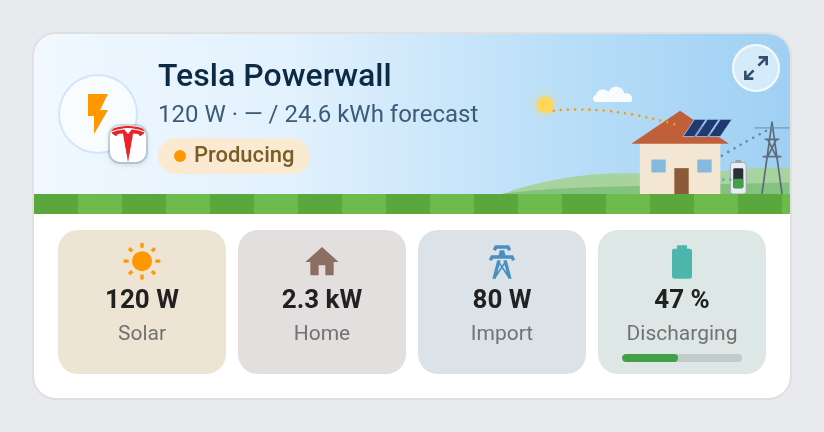 Tesla Powerwall
120 W · — / 24.6 kWh forecast
Producing
120 W
Solar
2.3 kW
Home
80 W
Import
47 %
Discharging